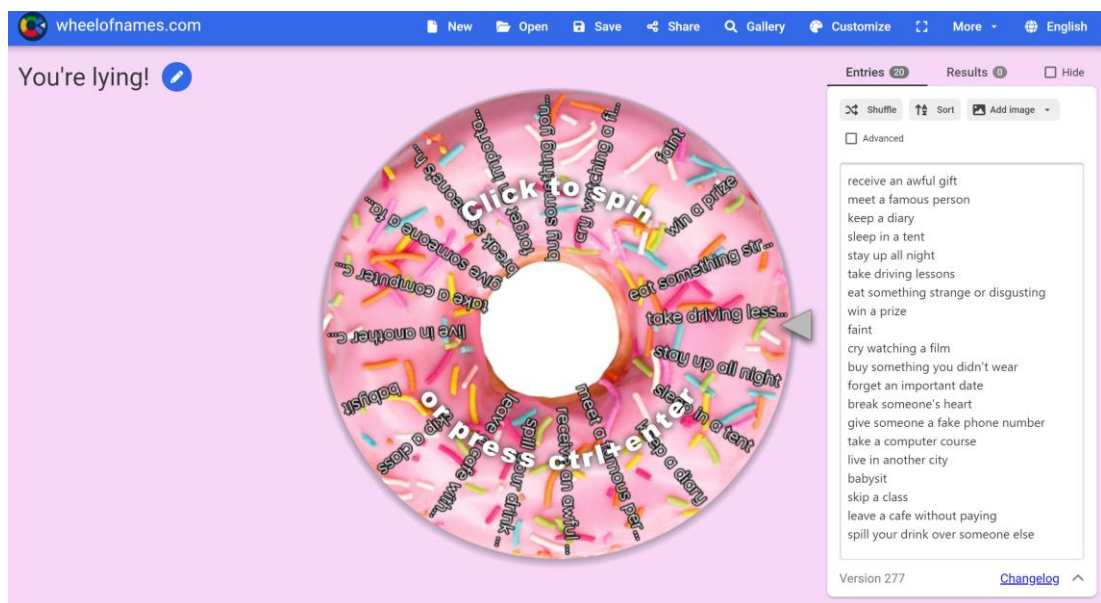 wheelofnames.com New Open Save Share Gallery Customize More English
You're lying!
Entries 20 Results 0 Hide
Shuffle Sort Add image
Advanced
receive an awful gift
meet a famous person
keep a diary
sleep in a tent
stay up all night
take driving lessons
eat something strange or disgusting
win a prize
faint
cry watching a film
buy something you didn't wear
forget an important date
break someone's heart
give someone a fake phone number
take a computer course
live in another city
babysit
skip a class
leave a cafe without paying
spill your drink over someone else
Version 277 Changelog
Click to spin
or press ctrl+enter
take driving less...
eat something str...
win a prize
faint
cry watching a fi...
buy something you...
forget an importa...
break someone's h...
give someone a fa...
take a computer c...
live in another c...
babysit
skip a class
leave a cafe with...
spill your drink ...
receive an awful...
meet a famous per...
keep a diary
sleep in a tent
stay up all night